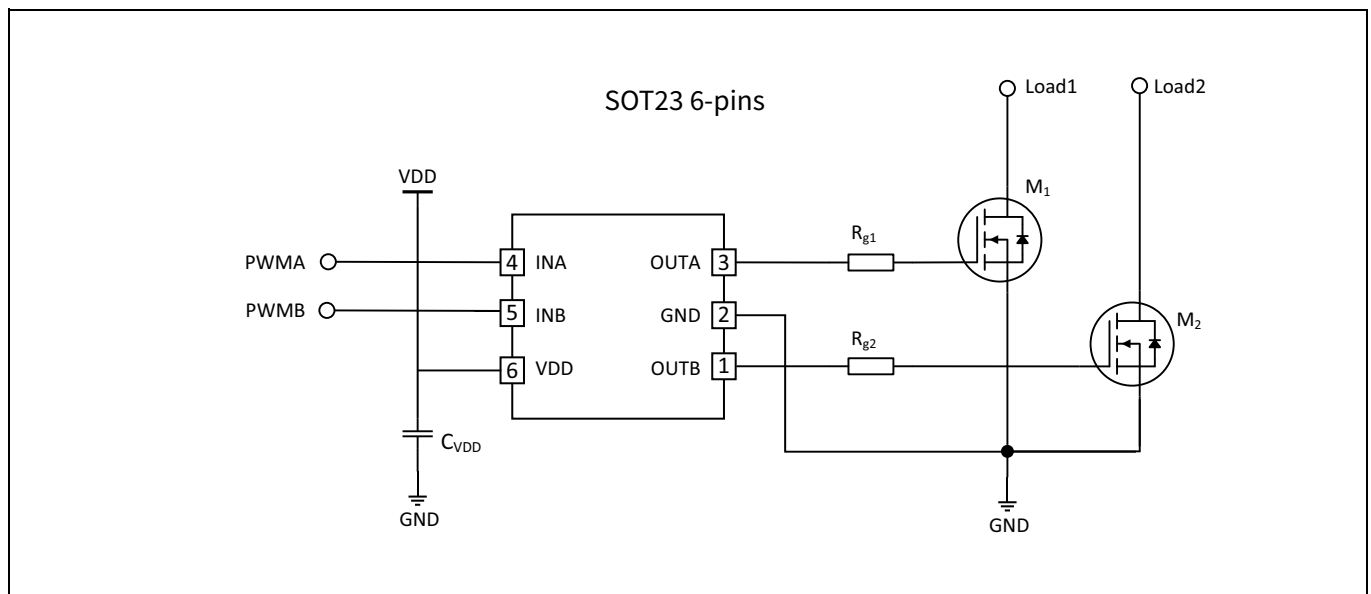 SOT23 6-pins
Load1
Load2
VDD
M1
Rg1
PWMA
4
INA
OUTA
3
PWMB
5
INB
GND
2
M2
Rg2
6
VDD
OUTB
1
CVDD
GND
GND